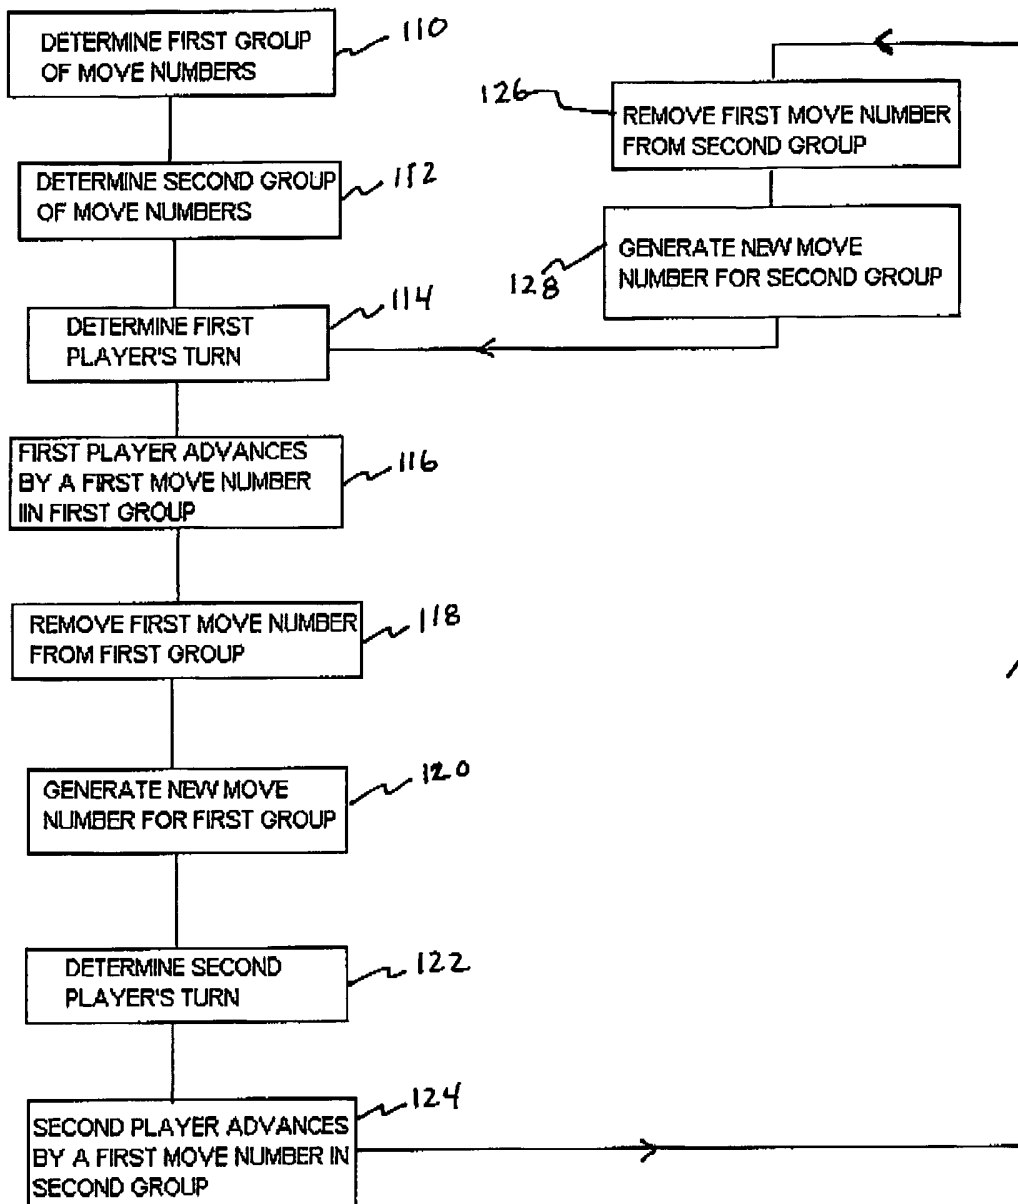 DETERMINE FIRST GROUP
OF MOVE NUMBERS
110
DETERMINE SECOND GROUP
OF MOVE NUMBERS
112
DETERMINE FIRST
PLAYER'S TURN
114
FIRST PLAYER ADVANCES
BY A FIRST MOVE NUMBER
IIN FIRST GROUP
116
REMOVE FIRST MOVE NUMBER
FROM FIRST GROUP
118
GENERATE NEW MOVE
NUMBER FOR FIRST GROUP
120
DETERMINE SECOND
PLAYER'S TURN
122
SECOND PLAYER ADVANCES
BY A FIRST MOVE NUMBER IN
SECOND GROUP
124
126
REMOVE FIRST MOVE NUMBER
FROM SECOND GROUP
128
GENERATE NEW MOVE
NUMBER FOR SECOND GROUP